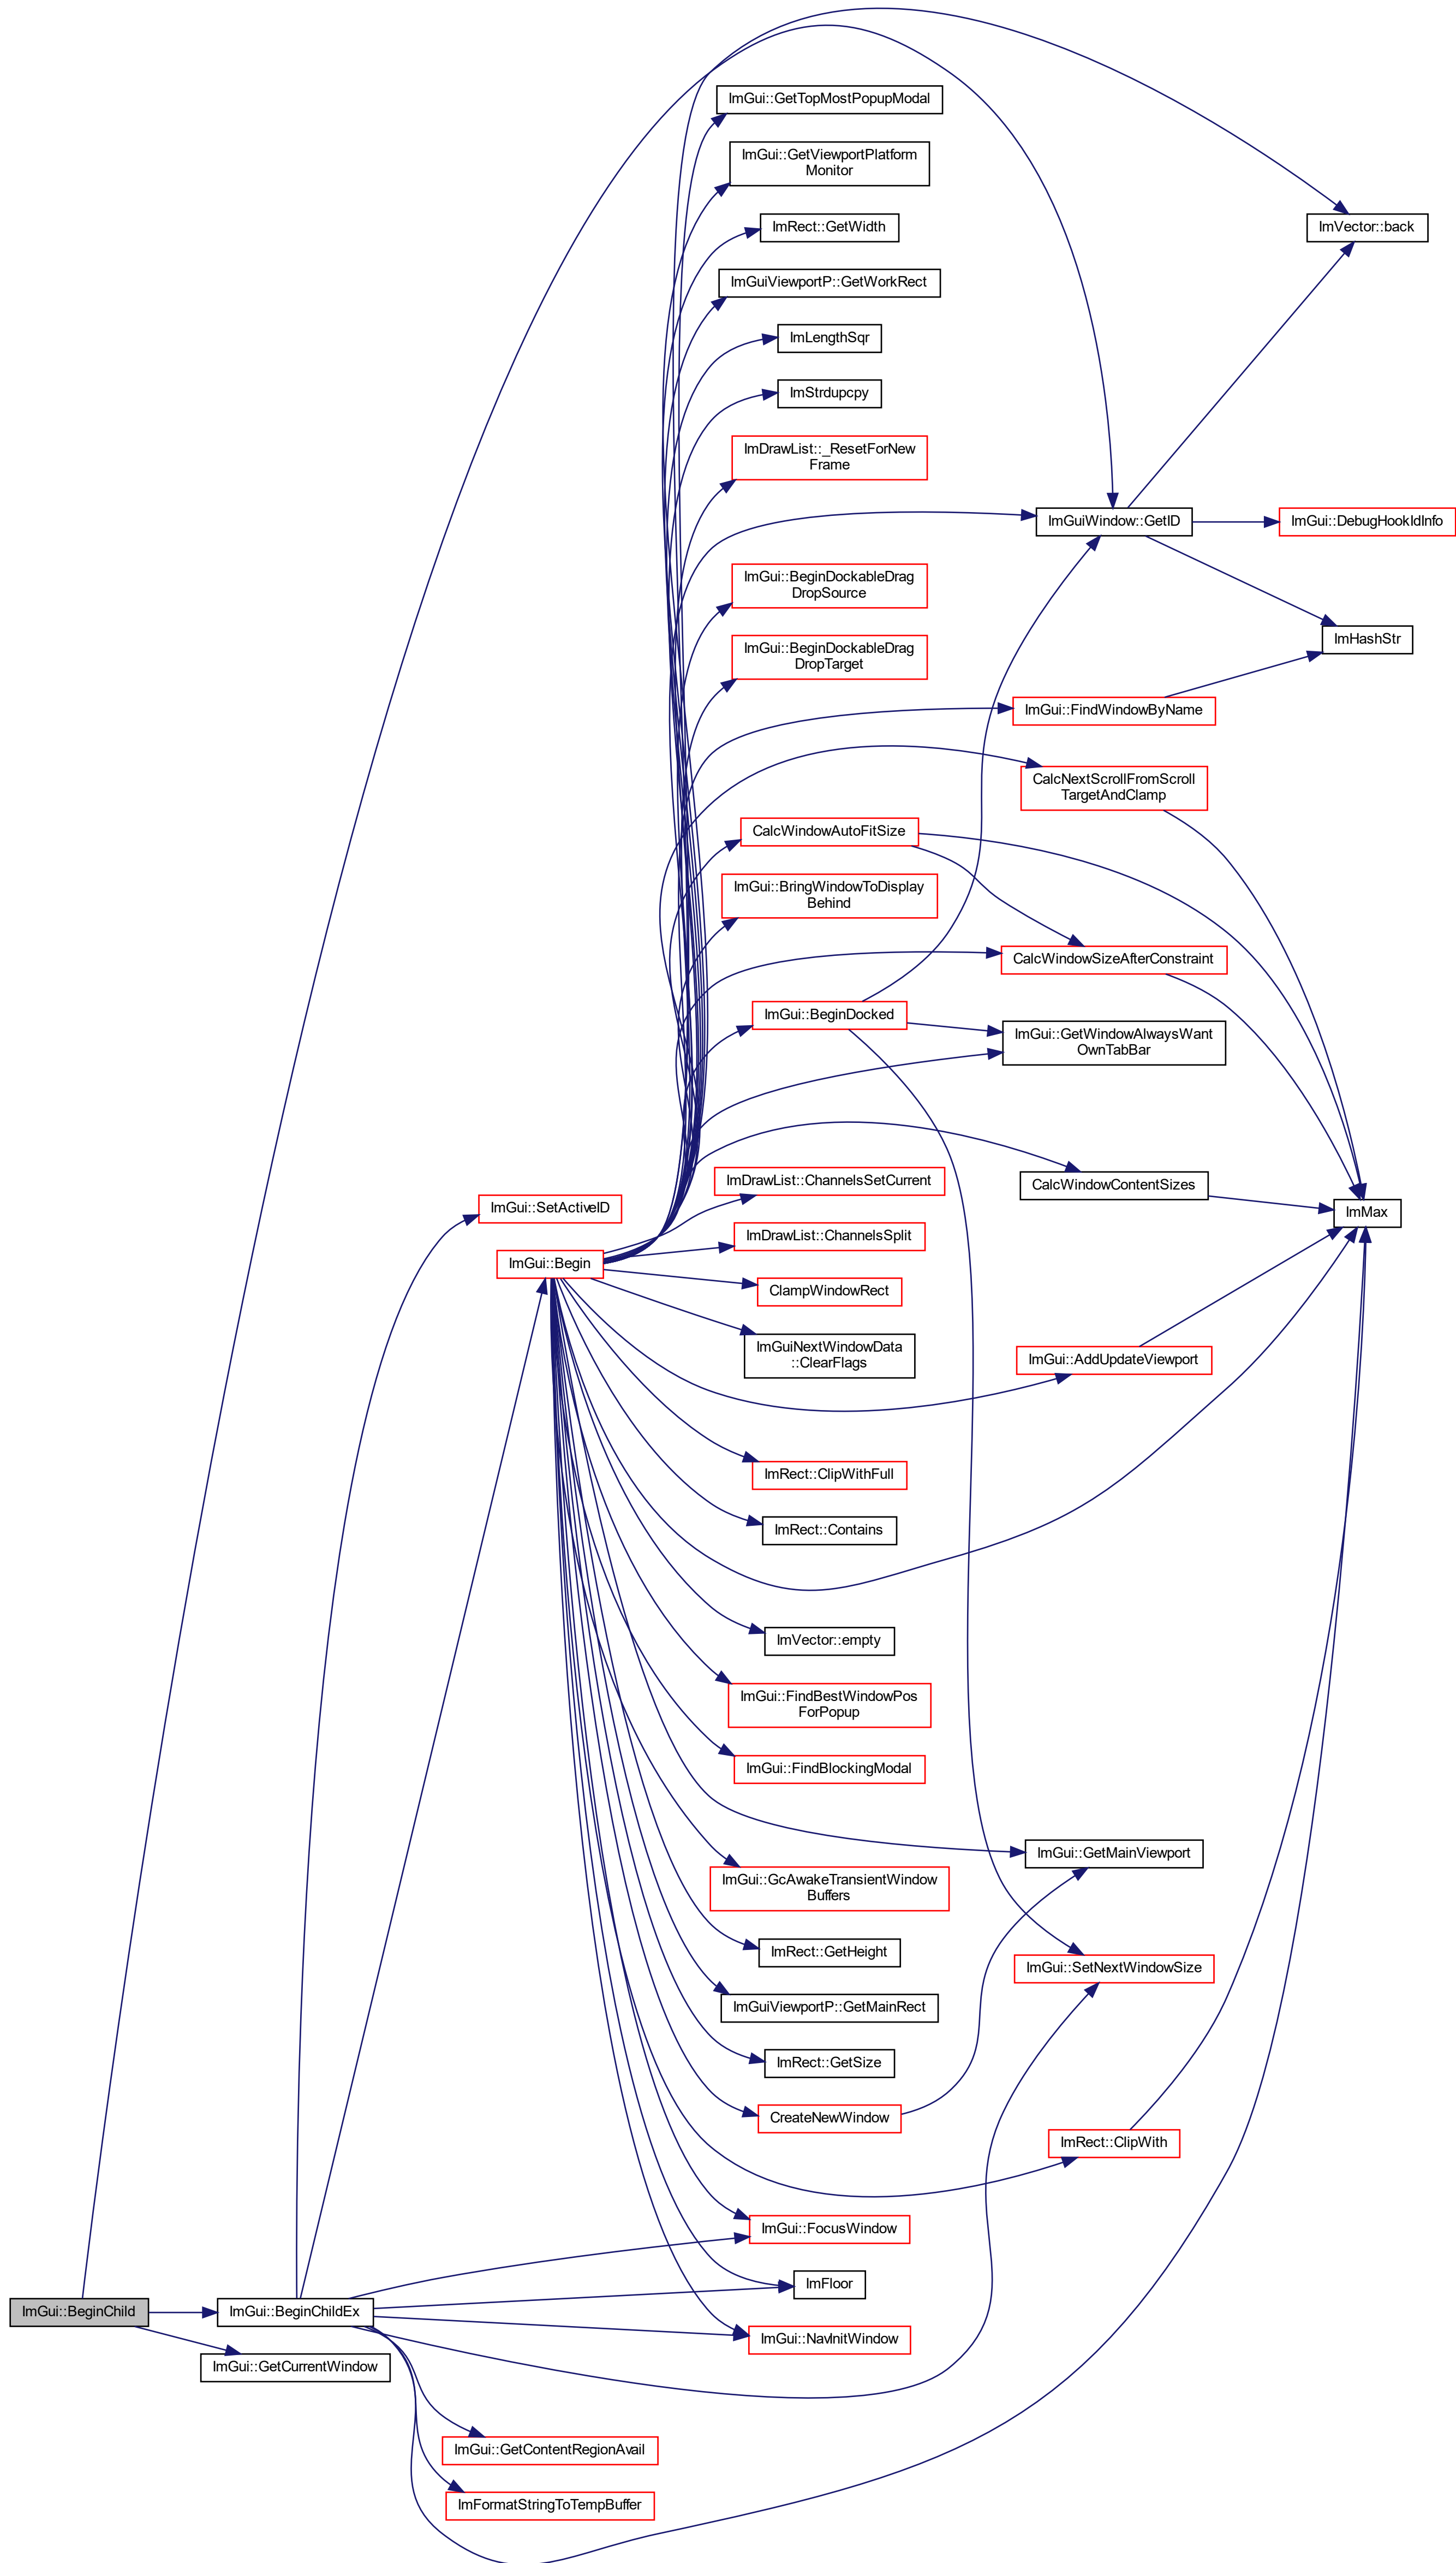 ImGui::GetTopMostPopupModal
ImGui::GetViewportPlatform
Monitor
ImRect::GetWidth
ImVector::back
ImGuiViewportP::GetWorkRect
ImLengthSqr
ImStrdupcpy
ImDrawList::_ResetForNew
Frame
ImGuiWindow::GetID
ImGui::DebugHookIdInfo
ImGui::BeginDockableDrag
DropSource
ImHashStr
ImGui::BeginDockableDrag
DropTarget
ImGui::FindWindowByName
CalcNextScrollFromScroll
TargetAndClamp
CalcWindowAutoFitSize
ImGui::BringWindowToDisplay
Behind
CalcWindowSizeAfterConstraint
ImGui::BeginDocked
ImGui::GetWindowAlwaysWant
OwnTabBar
ImDrawList::ChannelsSetCurrent
CalcWindowContentSizes
ImGui::SetActiveID
ImMax
ImDrawList::ChannelsSplit
ImGui::Begin
ClampWindowRect
ImGuiNextWindowData
::ClearFlags
ImGui::AddUpdateViewport
ImRect::ClipWithFull
ImRect::Contains
ImVector::empty
ImGui::FindBestWindowPos
ForPopup
ImGui::FindBlockingModal
ImGui::GetMainViewport
ImGui::GcAwakeTransientWindow
Buffers
ImRect::GetHeight
ImGui::SetNextWindowSize
ImGuiViewportP::GetMainRect
ImRect::GetSize
CreateNewWindow
ImRect::ClipWith
ImGui::FocusWindow
ImFloor
ImGui::BeginChild
ImGui::BeginChildEx
ImGui::NavInitWindow
ImGui::GetCurrentWindow
ImGui::GetContentRegionAvail
ImFormatStringToTempBuffer